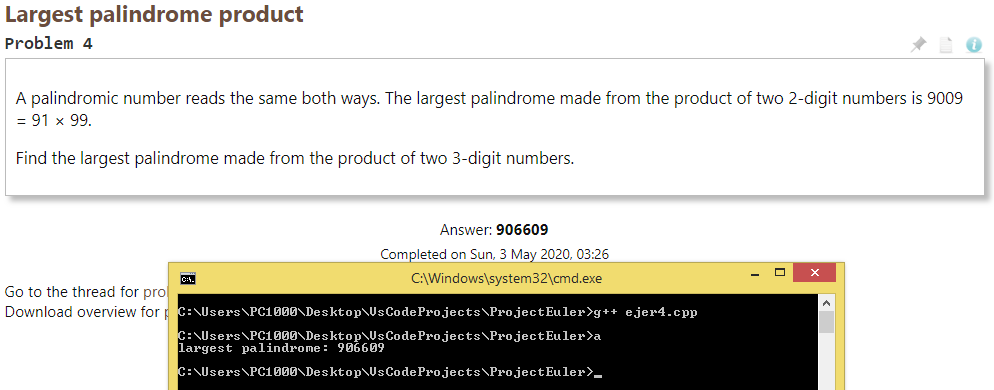 Largest palindrome product
Problem 4
A palindromic number reads the same both ways. The largest palindrome made from the product of two 2-digit numbers is 9009
= 91 × 99.
Find the largest palindrome made from the product of two 3-digit numbers.
Answer: 906609
Completed on Sun, 3 May 2020, 03:26
Go to the thread for
Download overview for
C:\Windows\system32\cmd.exe
C:\Users\PC1000\Desktop\VsCodeProjects\ProjectEuler>g++ ejer4.cpp
C:\Users\PC1000\Desktop\VsCodeProjects\ProjectEuler>a
largest palindrome: 906609
C:\Users\PC1000\Desktop\VsCodeProjects\ProjectEuler>_